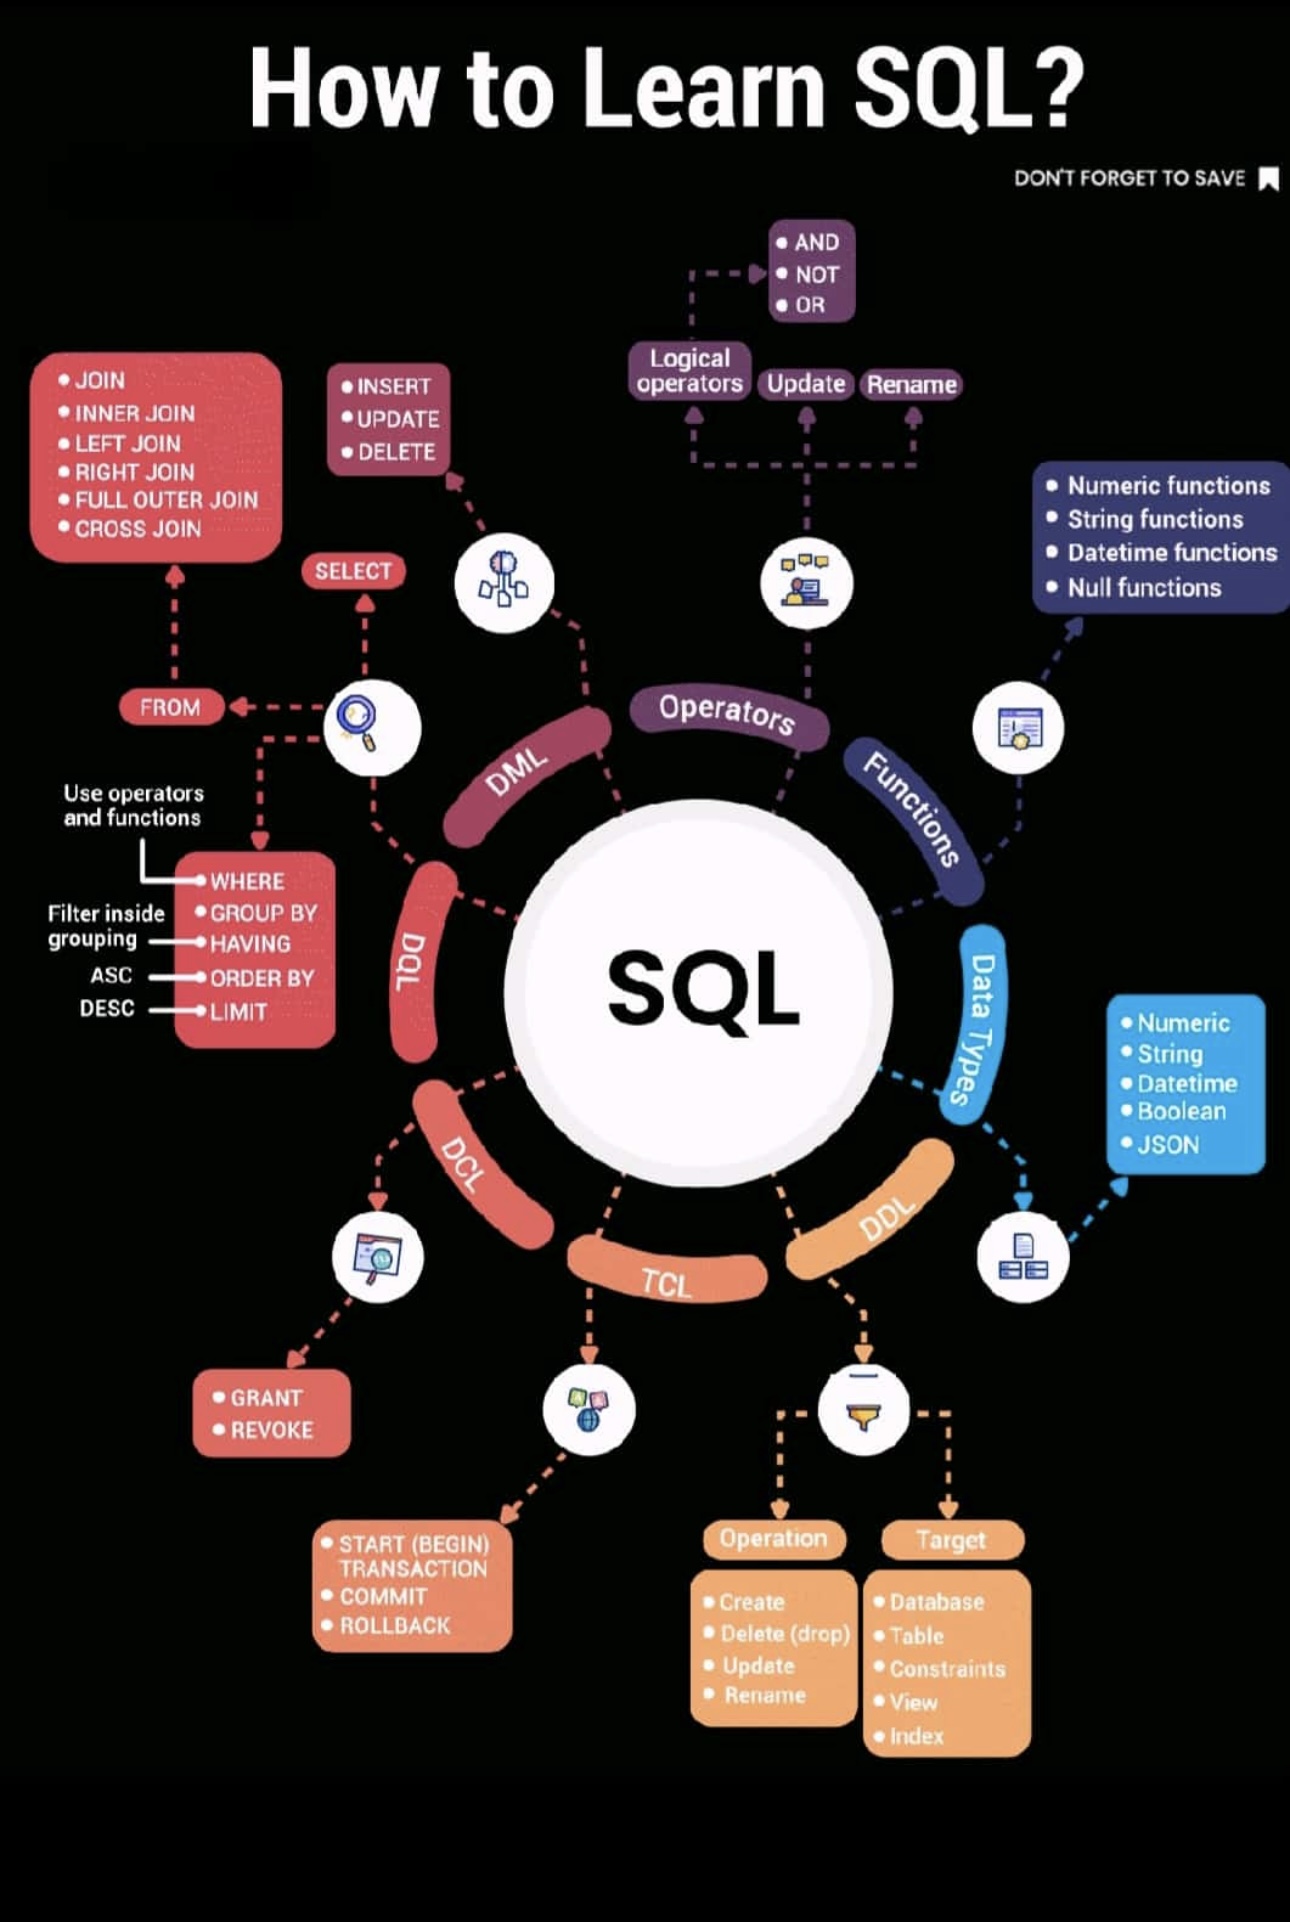 How to Learn SQL?
DON'T FORGET TO SAVE
AND
NOT
OR
Logical
operators
Update
Rename
JOIN
INNER JOIN
LEFT JOIN
RIGHT JOIN
FULL OUTER JOIN
CROSS JOIN
INSERT
UPDATE
DELETE
SELECT
FROM
Numeric functions
String functions
Datetime functions
Null functions
Use operators
and functions
WHERE
GROUP BY
Filter inside
grouping
HAVING
ASC
ORDER BY
DESC
LIMIT
DML
Operators
Functions
DQL
SQL
Data Types
Numeric
String
Datetime
Boolean
JSON
DCL
TCL
DDL
GRANT
REVOKE
START (BEGIN)
TRANSACTION
COMMIT
ROLLBACK
Operation
Create
Delete (drop)
Update
Rename
Target
Database
Table
Constraints
View
Index